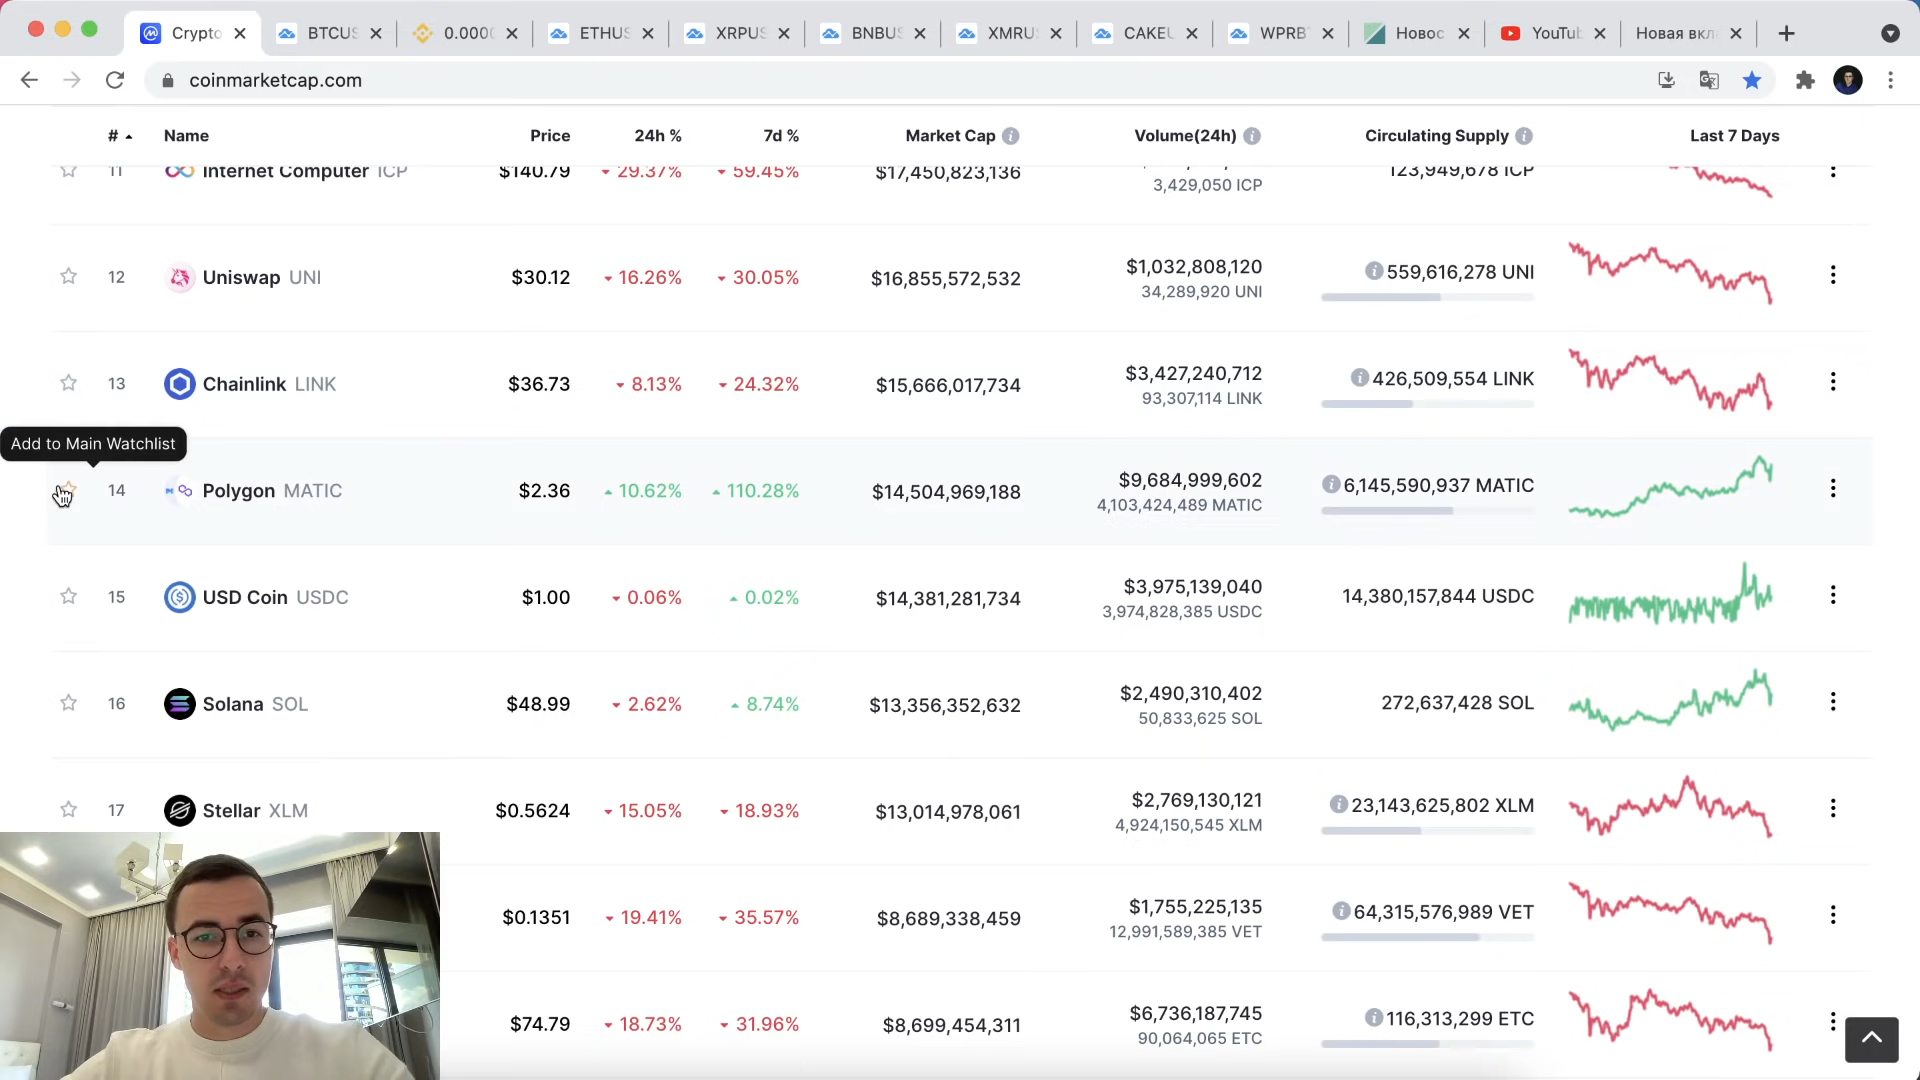 Crypto BTCUS 0.0000 ETHUS XRPUS BNBUS XMRUS CAKEU WPRBT Новос YouTub Новая вкл
coinmarketcap.com
# Name Price 24h % 7d % Market Cap Volume(24h) Circulating Supply Last 7 Days
11 Internet Computer ICP $140.79 29.37% 59.45% $17,450,823,136 123,949,678 ICP
3,429,050 ICP
12 Uniswap UNI $30.12 16.26% 30.05% $16,855,572,532 $1,032,808,120 559,616,278 UNI
34,289,920 UNI
13 Chainlink LINK $36.73 8.13% 24.32% $15,666,017,734 $3,427,240,712 426,509,554 LINK
93,307,114 LINK
Add to Main Watchlist
14 Polygon MATIC $2.36 10.62% 110.28% $14,504,969,188 $9,684,999,602 6,145,590,937 MATIC
4,103,424,489 MATIC
15 USD Coin USDC $1.00 0.06% 0.02% $14,381,281,734 $3,975,139,040 14,380,157,844 USDC
3,974,828,385 USDC
16 Solana SOL $48.99 2.62% 8.74% $13,356,352,632 $2,490,310,402 272,637,428 SOL
50,833,625 SOL
17 Stellar XLM $0.5624 15.05% 18.93% $13,014,978,061 $2,769,130,121 23,143,625,802 XLM
4,924,150,545 XLM
$0.1351 19.41% 35.57% $8,689,338,459 $1,755,225,135 64,315,576,989 VET
12,991,589,385 VET
$74.79 18.73% 31.96% $8,699,454,311 $6,736,187,745 116,313,299 ETC
90,064,065 ETC